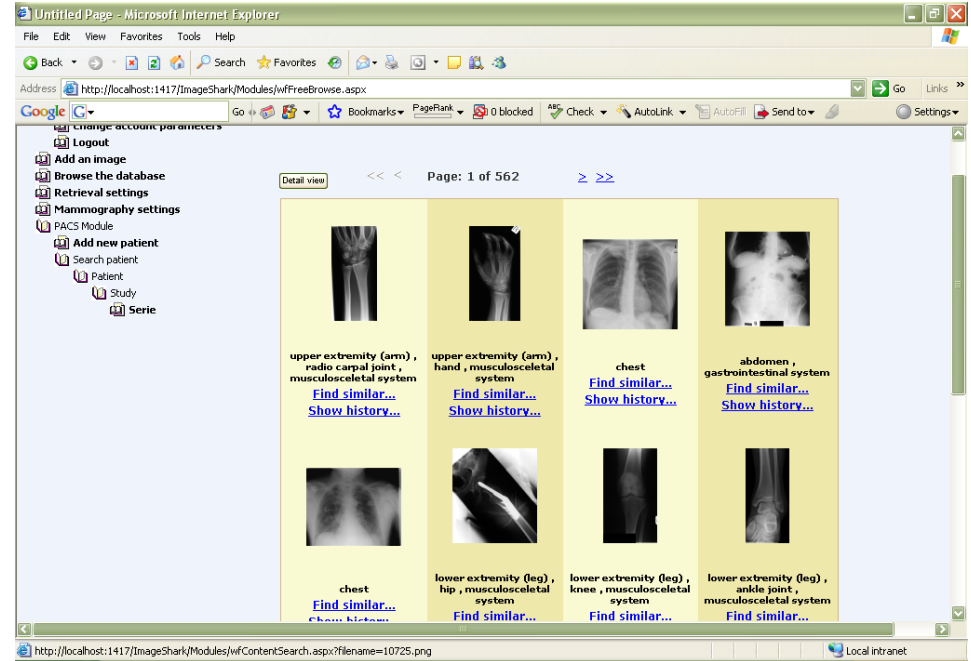 Untitled Page - Microsoft Internet Explorer
File Edit View Favorites Tools Help
Back Search Favorites
Address http://localhost:1417/ImageShark/Modules/wfFreeBrowse.aspx Go Links »
Google G Go Bookmarks PageRank 0 blocked ABC Check AutoLink AutoFill Send to Settings
Change account parameters
Logout
Add an image
Browse the database
Retrieval settings
Mammography settings
PACS Module
Add new patient
Search patient
Patient
Study
Serie
Detail view << < Page: 1 of 562 > >>
upper extremity (arm) ,
radio carpal joint ,
musculosceletal system
Find similar...
Show history...
upper extremity (arm) ,
hand , musculosceletal
system
Find similar...
Show history...
chest
Find similar...
Show history...
abdomen ,
gastrointestinal system
Find similar...
Show history...
chest
Find similar...
Show history...
lower extremity (leg) ,
hip , musculosceletal
system
Find similar...
lower extremity (leg) ,
knee , musculosceletal
system
Find similar...
lower extremity (leg) ,
ankle joint ,
musculosceletal system
Find similar...
http://localhost:1417/ImageShark/Modules/wfContentSearch.aspx?filename=10725.png Local intranet